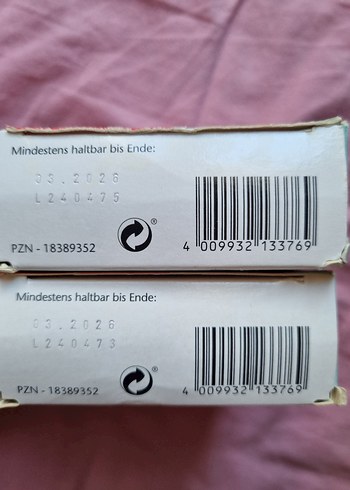 Mindestens haltbar bis Ende:
03.2026
L240475
®
PZN - 18389352
4 009932 133769
Mindestens haltbar bis Ende:
03.2026
L240473
®
PZN - 18389352
4 009932 133769